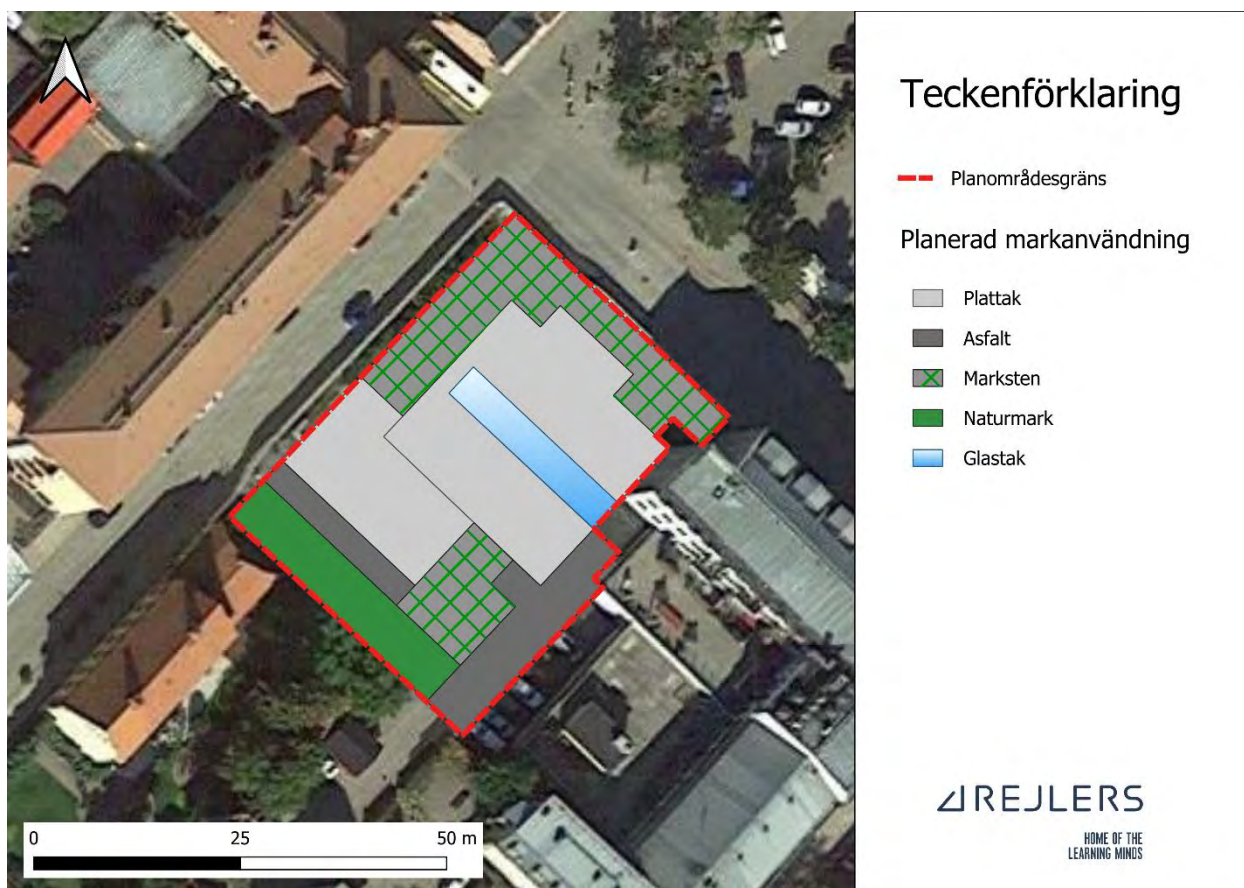 Teckenförklaring
Planområdesgräns
Planerad markanvändning
Plattak
Asfalt
Marksten
Naturmark
Glastak
0 25 50 m
REJLERS
HOME OF THE
LEARNING MINDS